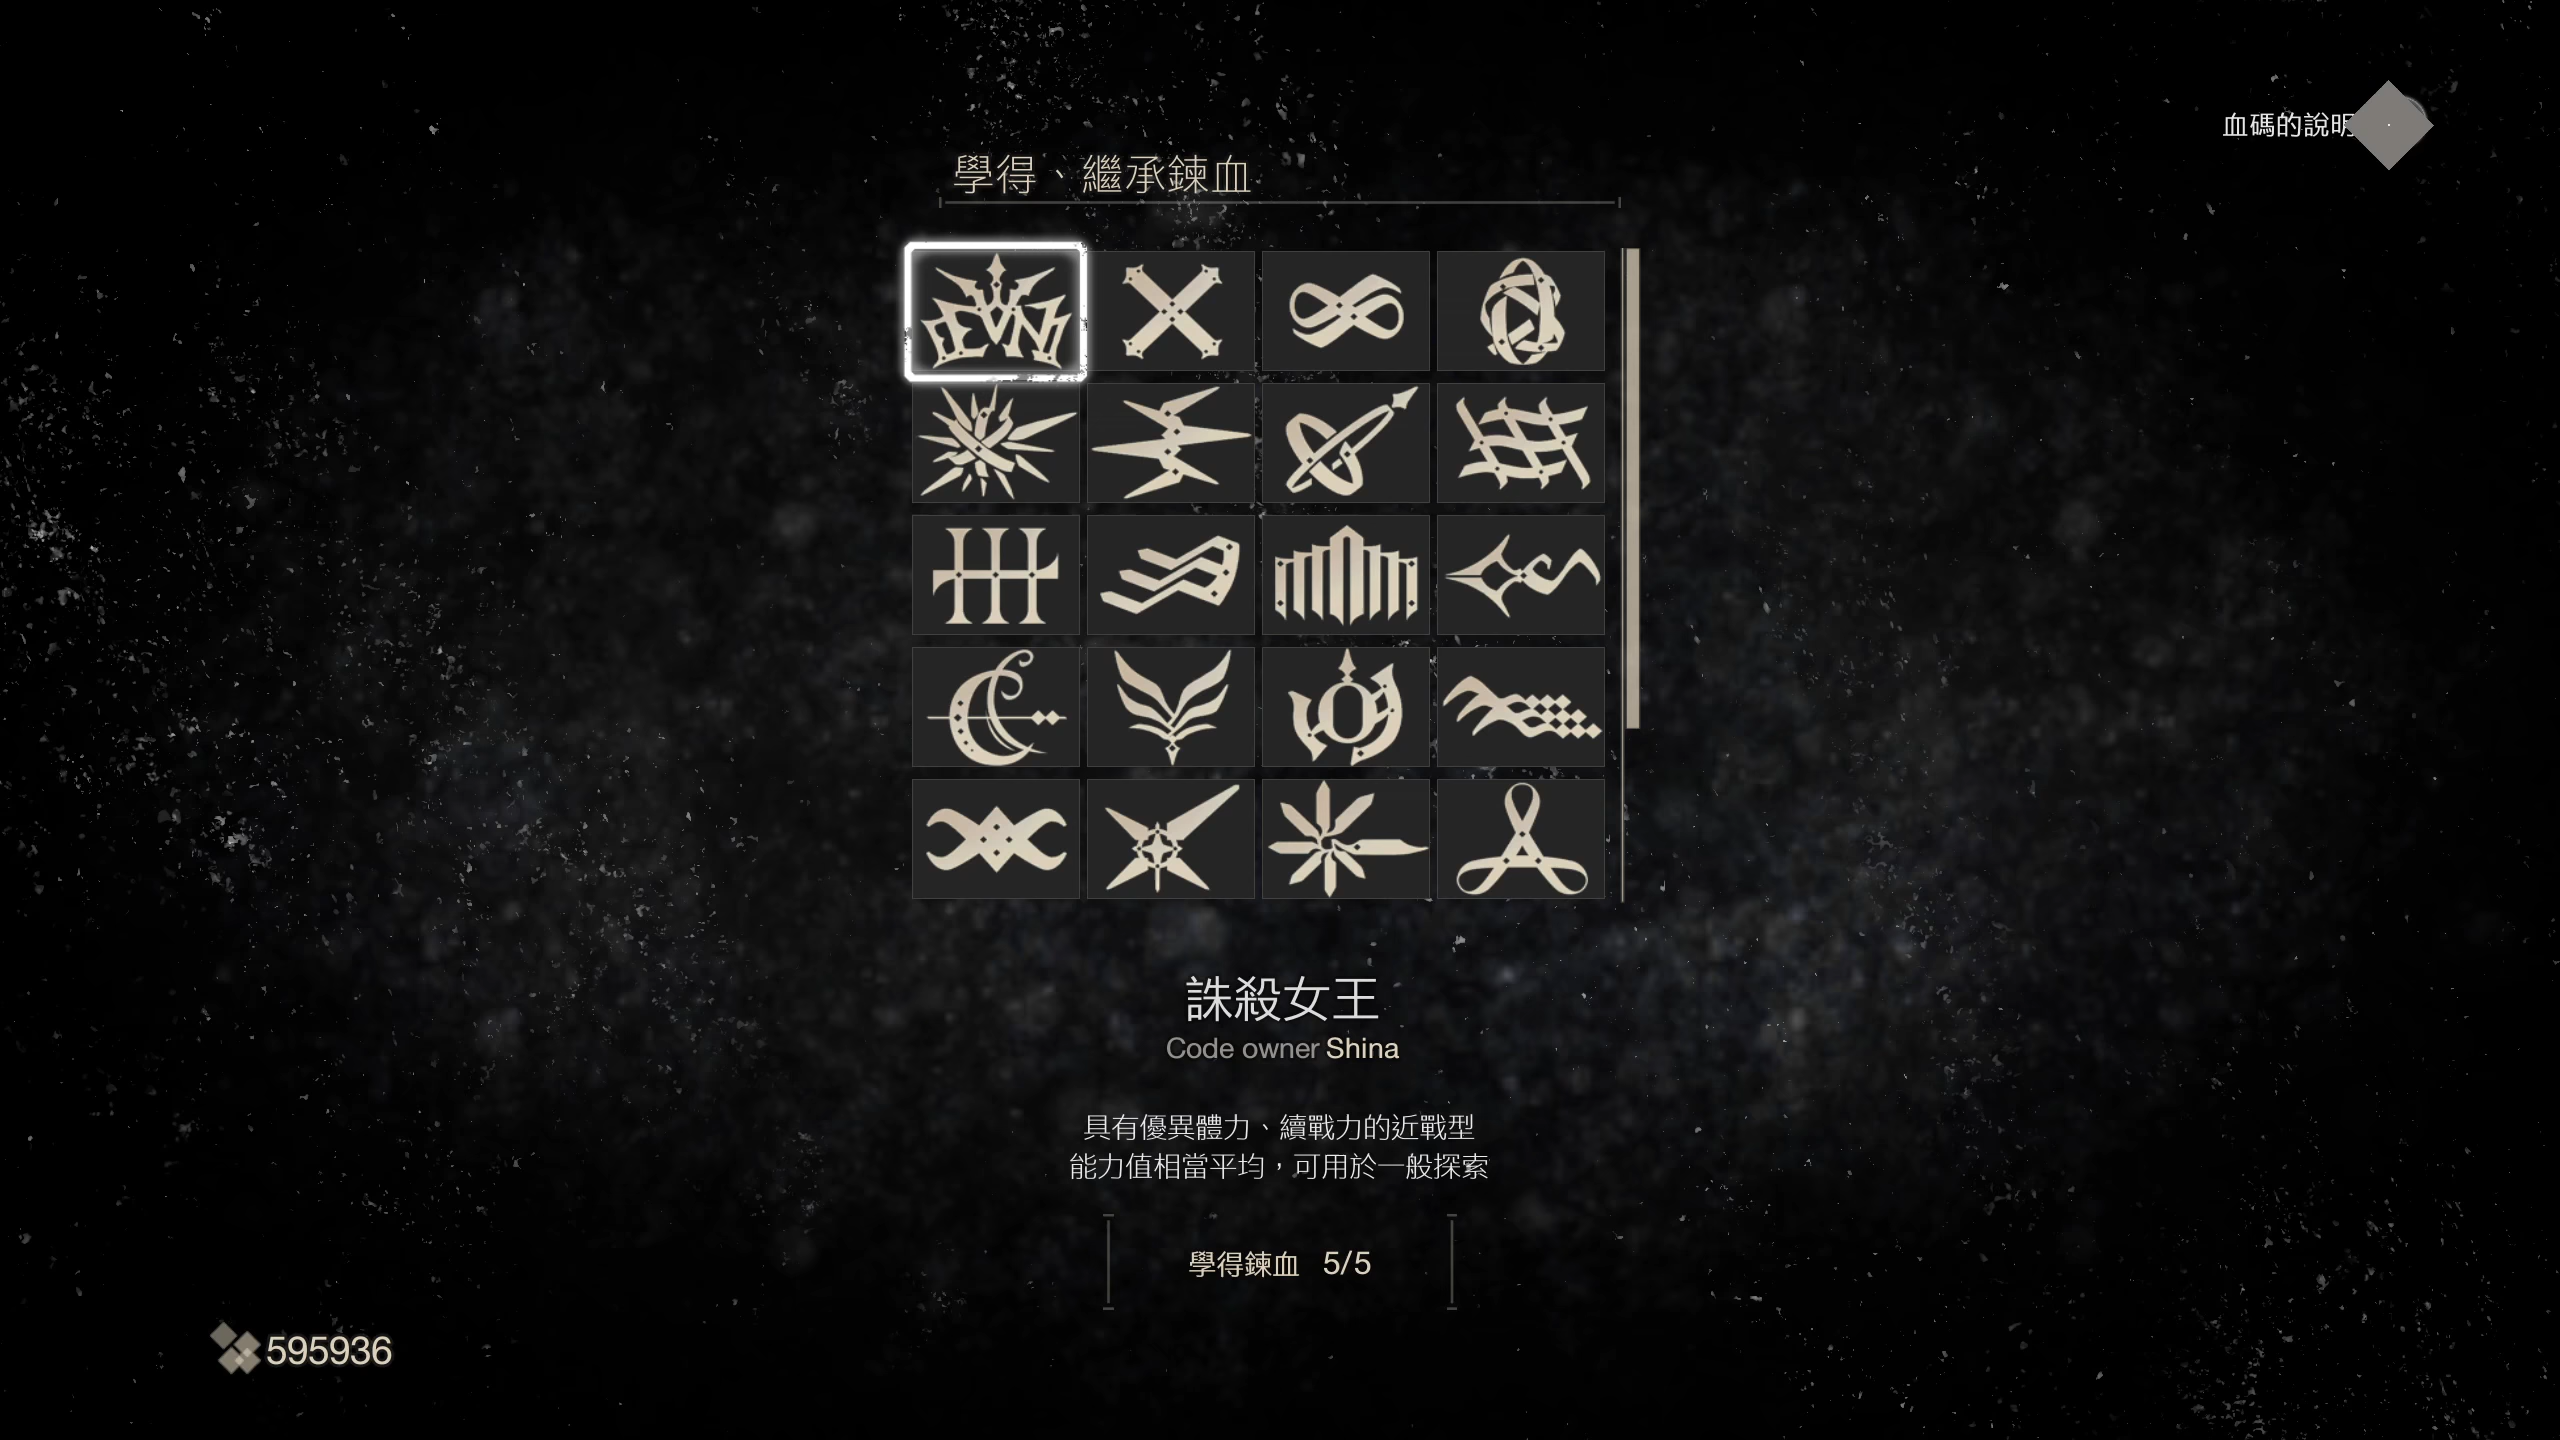 血碼的說明
學得、繼承鍊血
誅殺女王
Code owner Shina
具有優異體力、續戰力的近戰型
能力值相當平均，可用於一般探索
學得鍊血 5/5
595936